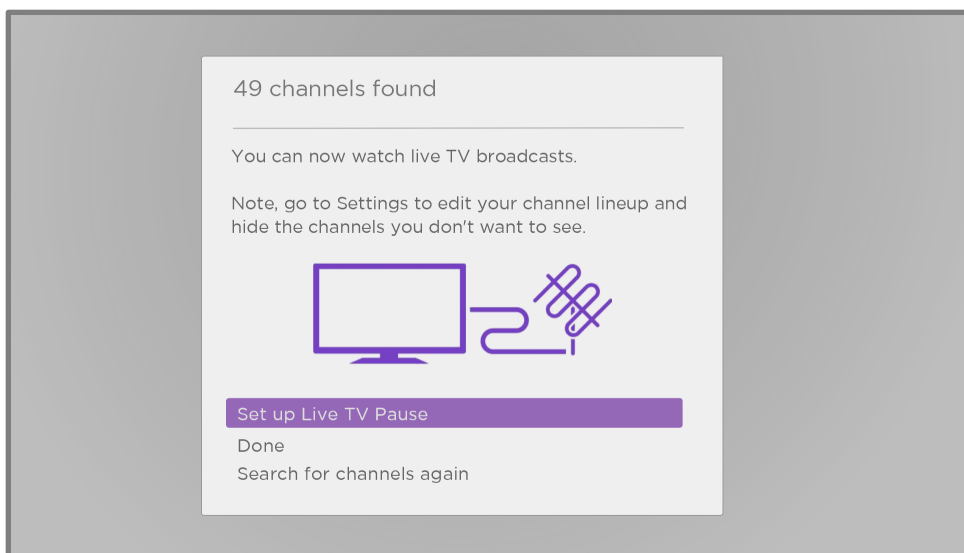 49 channels found
You can now watch live TV broadcasts.
Note, go to Settings to edit your channel lineup and
hide the channels you don't want to see.
Set up Live TV Pause
Done
Search for channels again